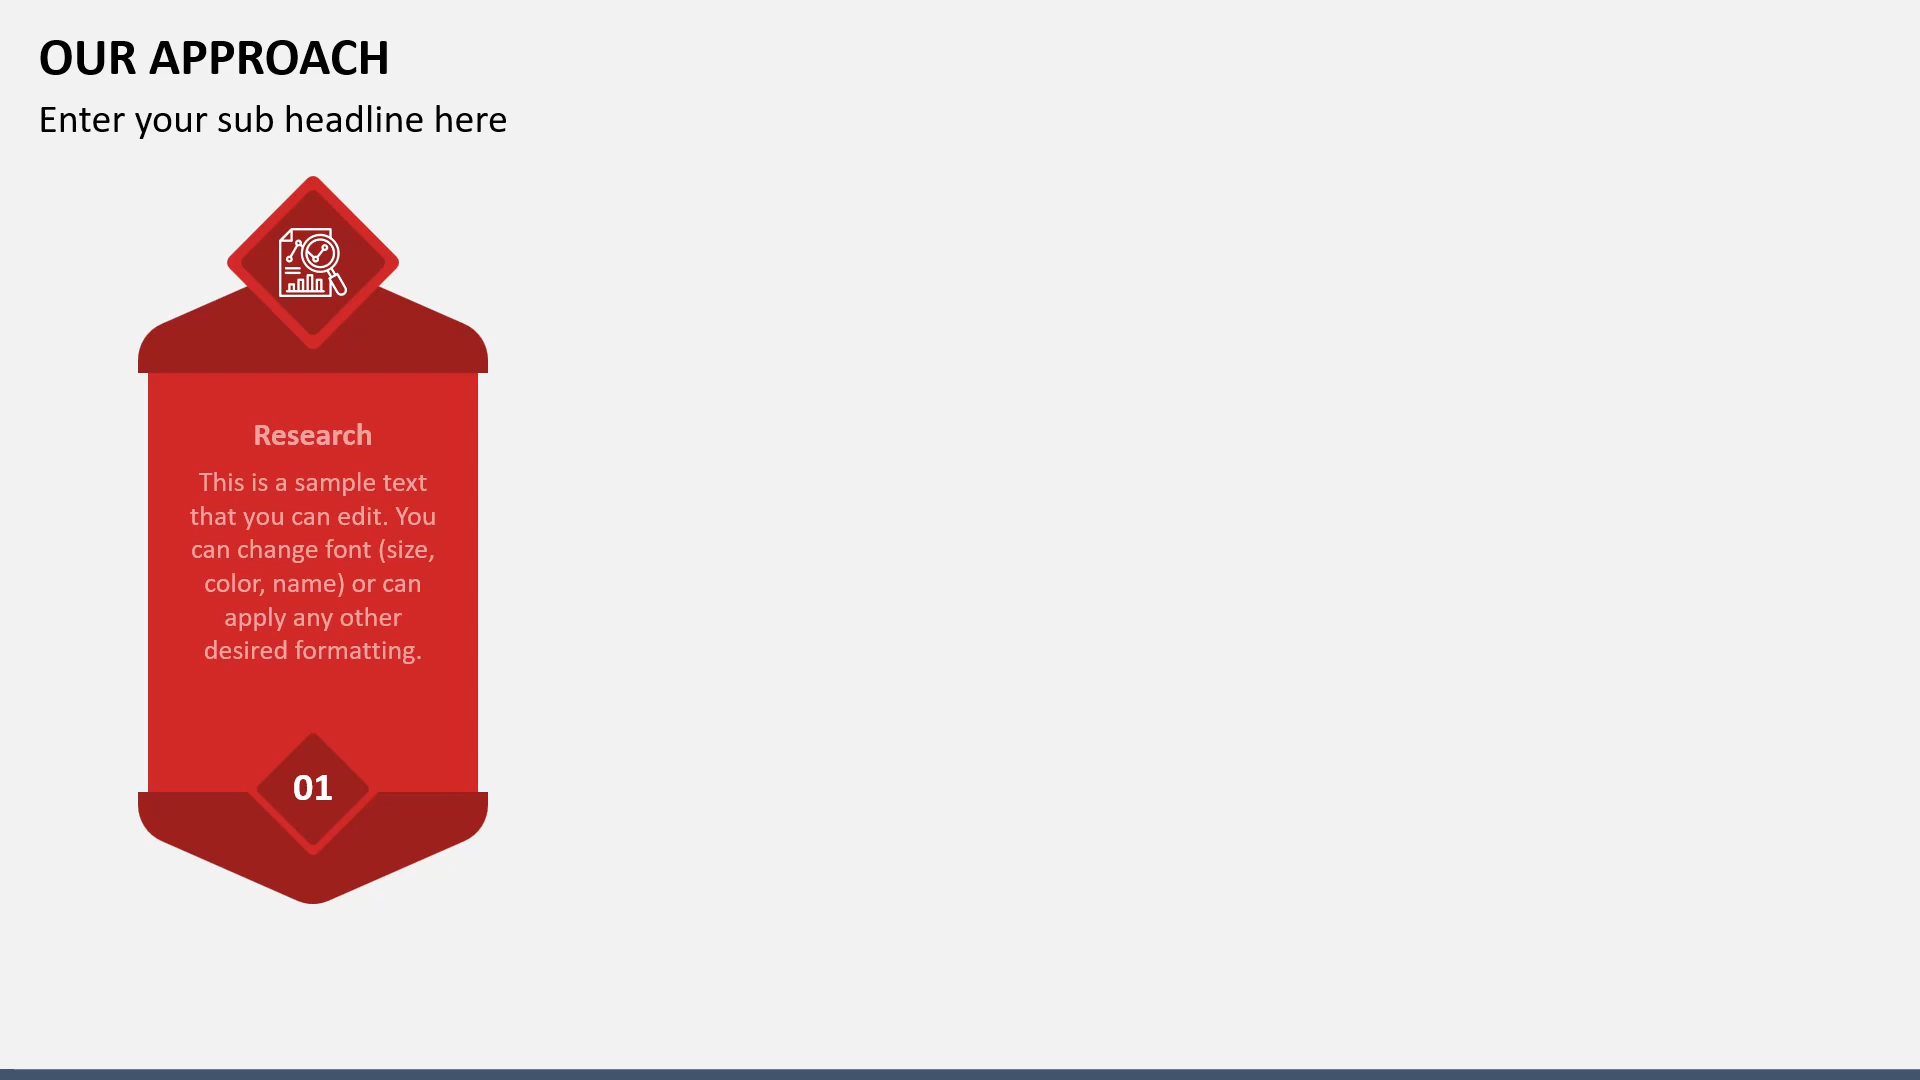 OUR APPROACH
Enter your sub headline here
Research
This is a sample text
that you can edit. You
can change font (size,
color, name) or can
apply any other
desired formatting.
01